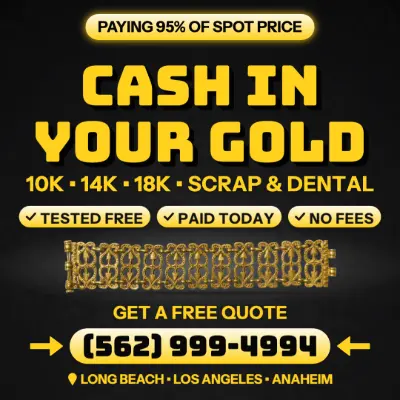 PAYING 95% OF SPOT PRICE
CASH IN
YOUR GOLD
10K ▪ 14K ▪ 18K ▪ SCRAP & DENTAL
✓ TESTED FREE ✓ PAID TODAY ✓ NO FEES
GET A FREE QUOTE
→ (562) 999-4994 ←
LONG BEACH ▪ LOS ANGELES ▪ ANAHEIM